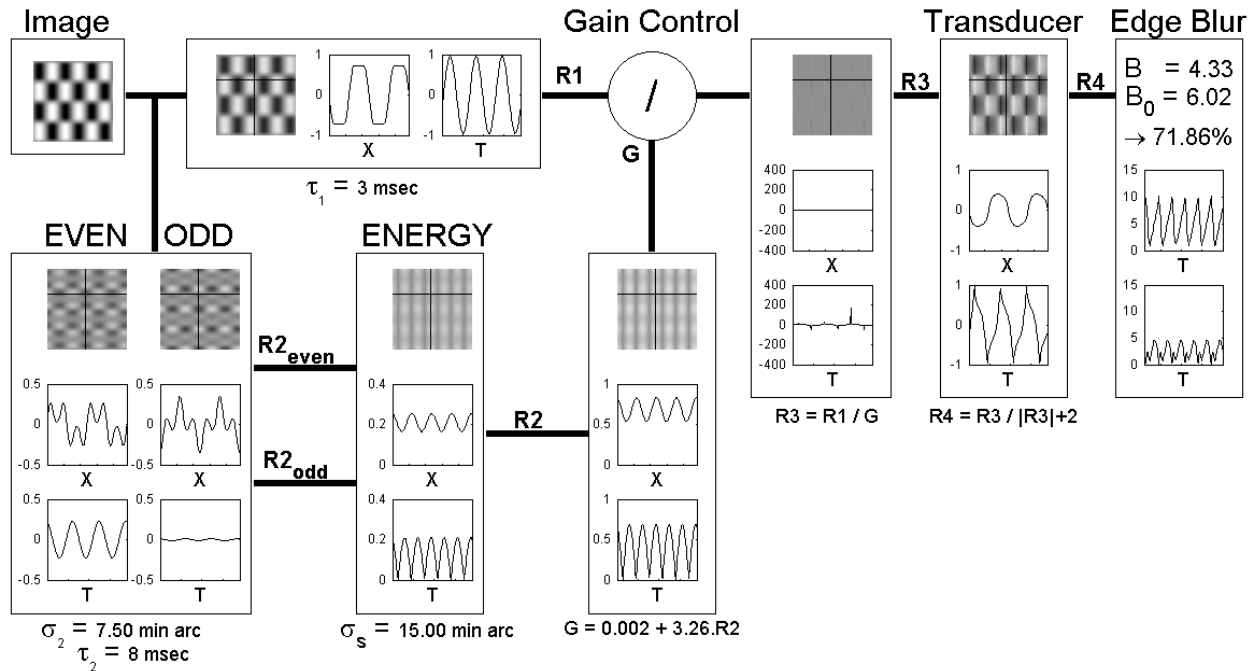 Image
Gain Control
Transducer
Edge Blur
1
0
-1
X
1
0
-1
T
R1
/
G
τ1 = 3 msec
R3
R4
B = 4.33
B0 = 6.02
→ 71.86%
400
200
0
-200
-400
X
400
200
0
-200
-400
T
R3 = R1 / G
1
0
-1
X
1
0
-1
T
R4 = R3 / |R3|+2
15
10
5
0
T
15
10
5
0
T
EVEN
ODD
ENERGY
0.5
0
-0.5
X
0.5
0
-0.5
X
0.5
0
-0.5
T
0.5
0
-0.5
T
σ2 = 7.50 min arc
τ2 = 8 msec
R2even
R2odd
0.4
0.2
0
X
0.4
0.2
0
T
σs = 15.00 min arc
R2
1
0.5
0
X
1
0.5
0
T
G = 0.002 + 3.26.R2